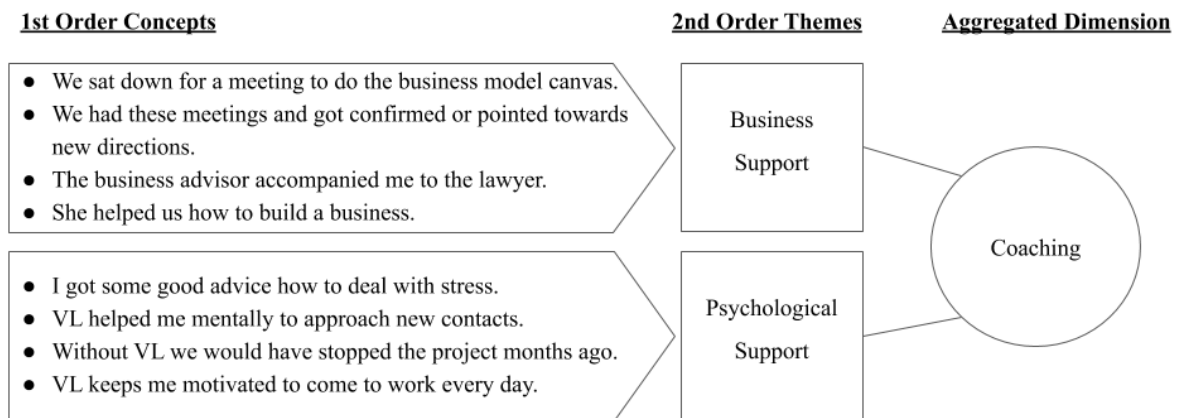 1st Order Concepts
2nd Order Themes
Aggregated Dimension
● We sat down for a meeting to do the business model canvas.
● We had these meetings and got confirmed or pointed towards
new directions.
● The business advisor accompanied me to the lawyer.
● She helped us how to build a business.
Business
Support
● I got some good advice how to deal with stress.
● VL helped me mentally to approach new contacts.
● Without VL we would have stopped the project months ago.
● VL keeps me motivated to come to work every day.
Psychological
Support
Coaching